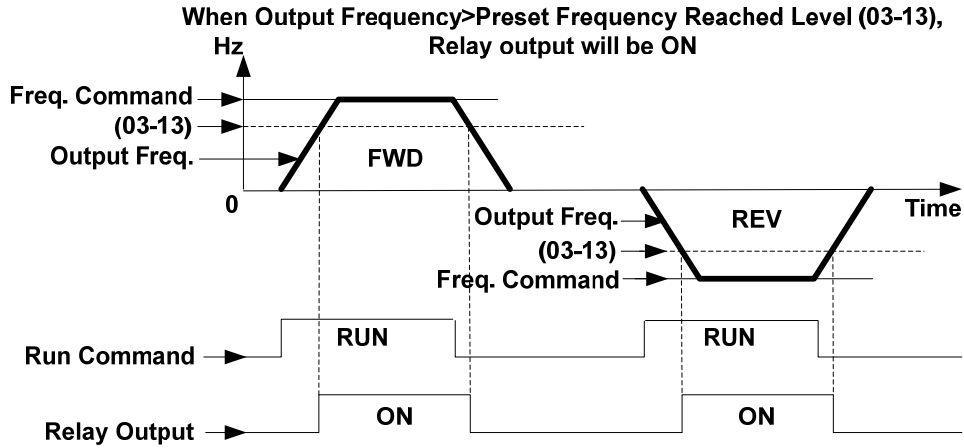 When Output Frequency>Preset Frequency Reached Level (03-13),
Relay output will be ON
Hz
Freq. Command
(03-13)
Output Freq.
FWD
0
Time
Output Freq.
REV
(03-13)
Freq. Command
RUN
RUN
Run Command
ON
ON
Relay Output